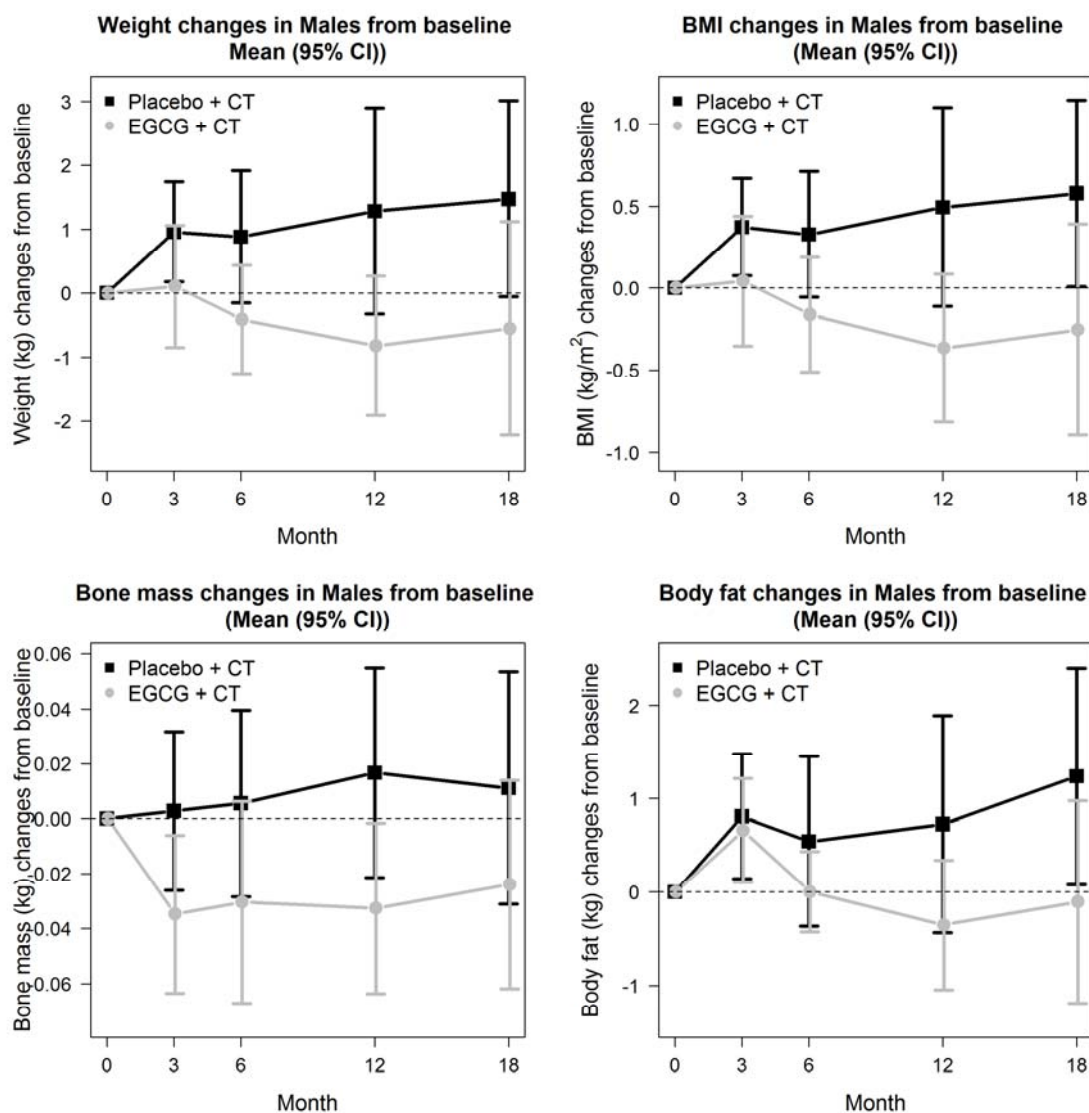 Weight changes in Males from baseline
Mean (95% CI))
Placebo + CT
EGCG + CT
Weight (kg) changes from baseline
3
2
1
0
-1
-2
0 3 6 12 18
Month
BMI changes in Males from baseline
(Mean (95% CI))
Placebo + CT
EGCG + CT
BMI (kg/m²) changes from baseline
1.0
0.5
0.0
-0.5
-1.0
0 3 6 12 18
Month
Bone mass changes in Males from baseline
(Mean (95% CI))
Placebo + CT
EGCG + CT
Bone mass (kg) changes from baseline
0.06
0.04
0.02
0.00
-0.02
-0.04
-0.06
0 3 6 12 18
Month
Body fat changes in Males from baseline
(Mean (95% CI))
Placebo + CT
EGCG + CT
Body fat (kg) changes from baseline
2
1
0
-1
0 3 6 12 18
Month